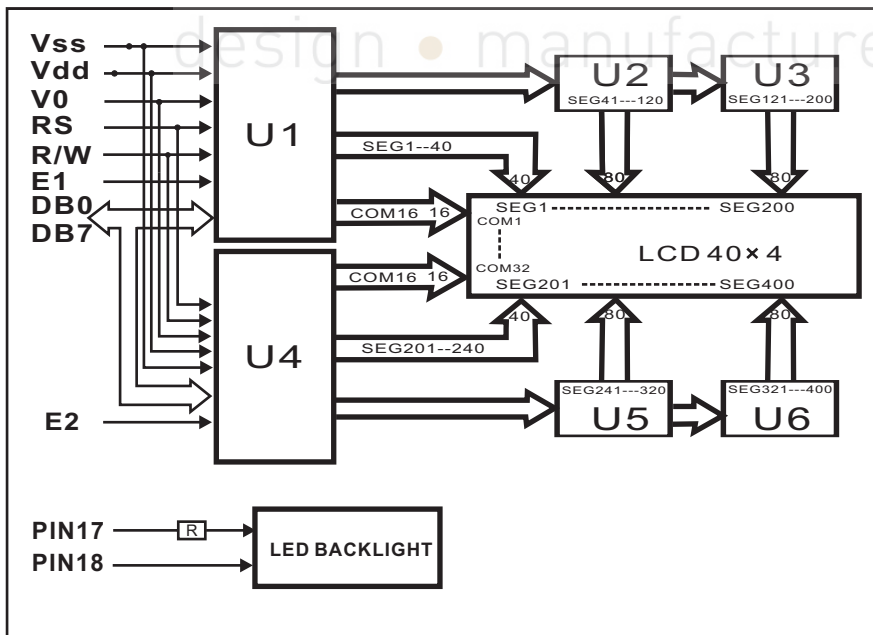 design • manufacture
Vss
Vdd
V0
RS
R/W
E1
DB0
DB7
E2
U1
U4
U2
SEG41---120
U3
SEG121---200
SEG1--40
40
80
80
COM16 16
SEG1 SEG200
COM1
LCD 40×4
COM32
SEG201 SEG400
COM16 16
40
80
80
SEG201--240
SEG241---320
U5
SEG321---400
U6
PIN17
R
PIN18
LED BACKLIGHT